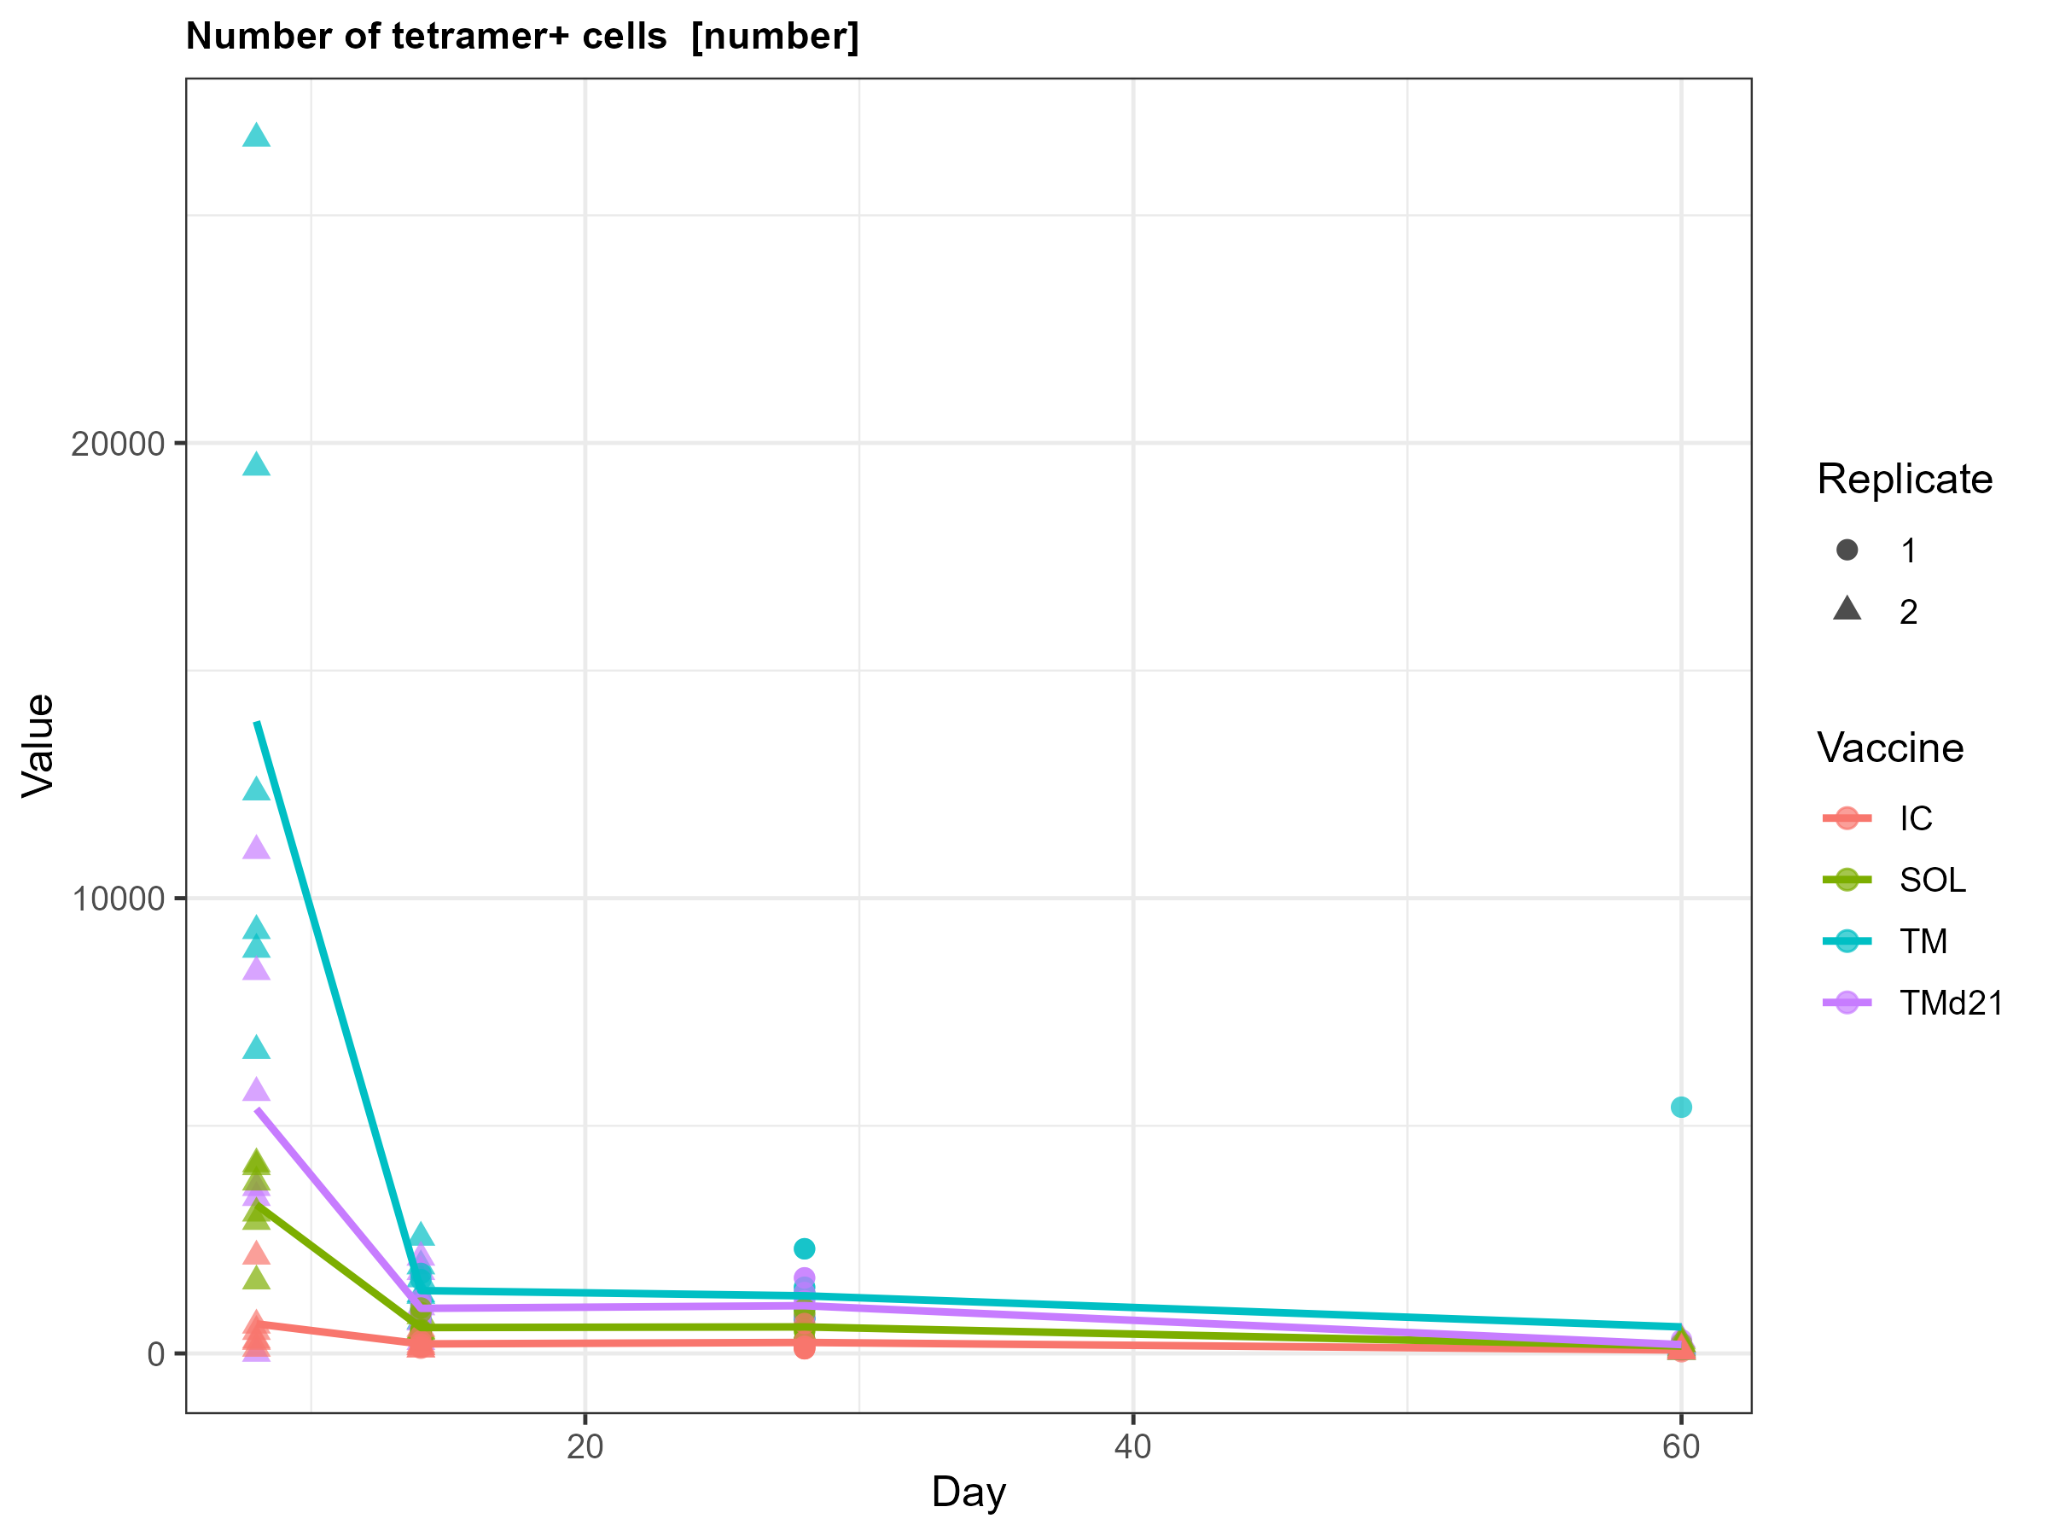 Number of tetramer+ cells  [number]
Value
20000
10000
0
20
40
60
Day
Replicate
1
2
Vaccine
IC
SOL
TM
TMd21